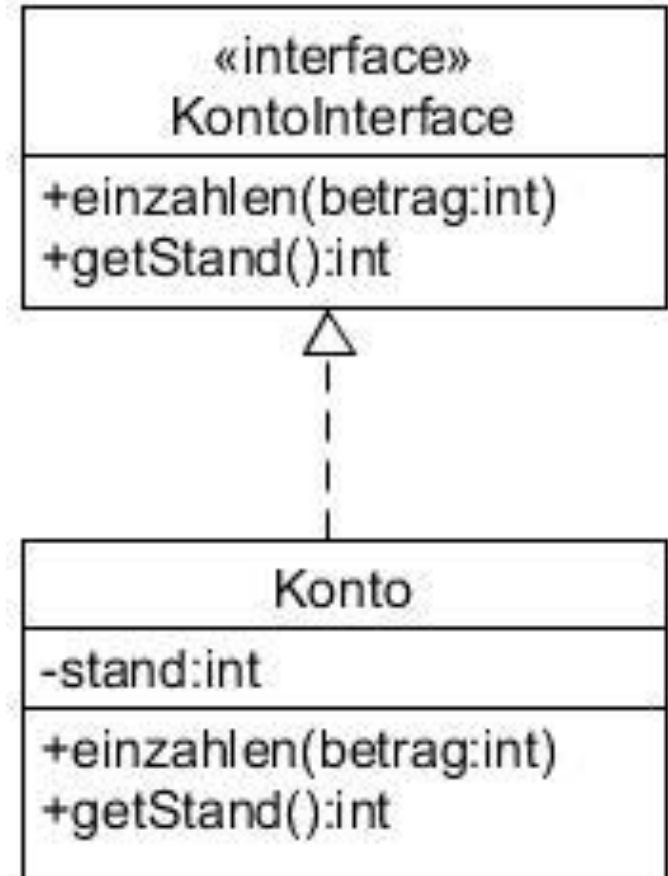 «interface»
KontoInterface
+einzahlen(betrag:int)
+getStand():int
Konto
-stand:int
+einzahlen(betrag:int)
+getStand():int